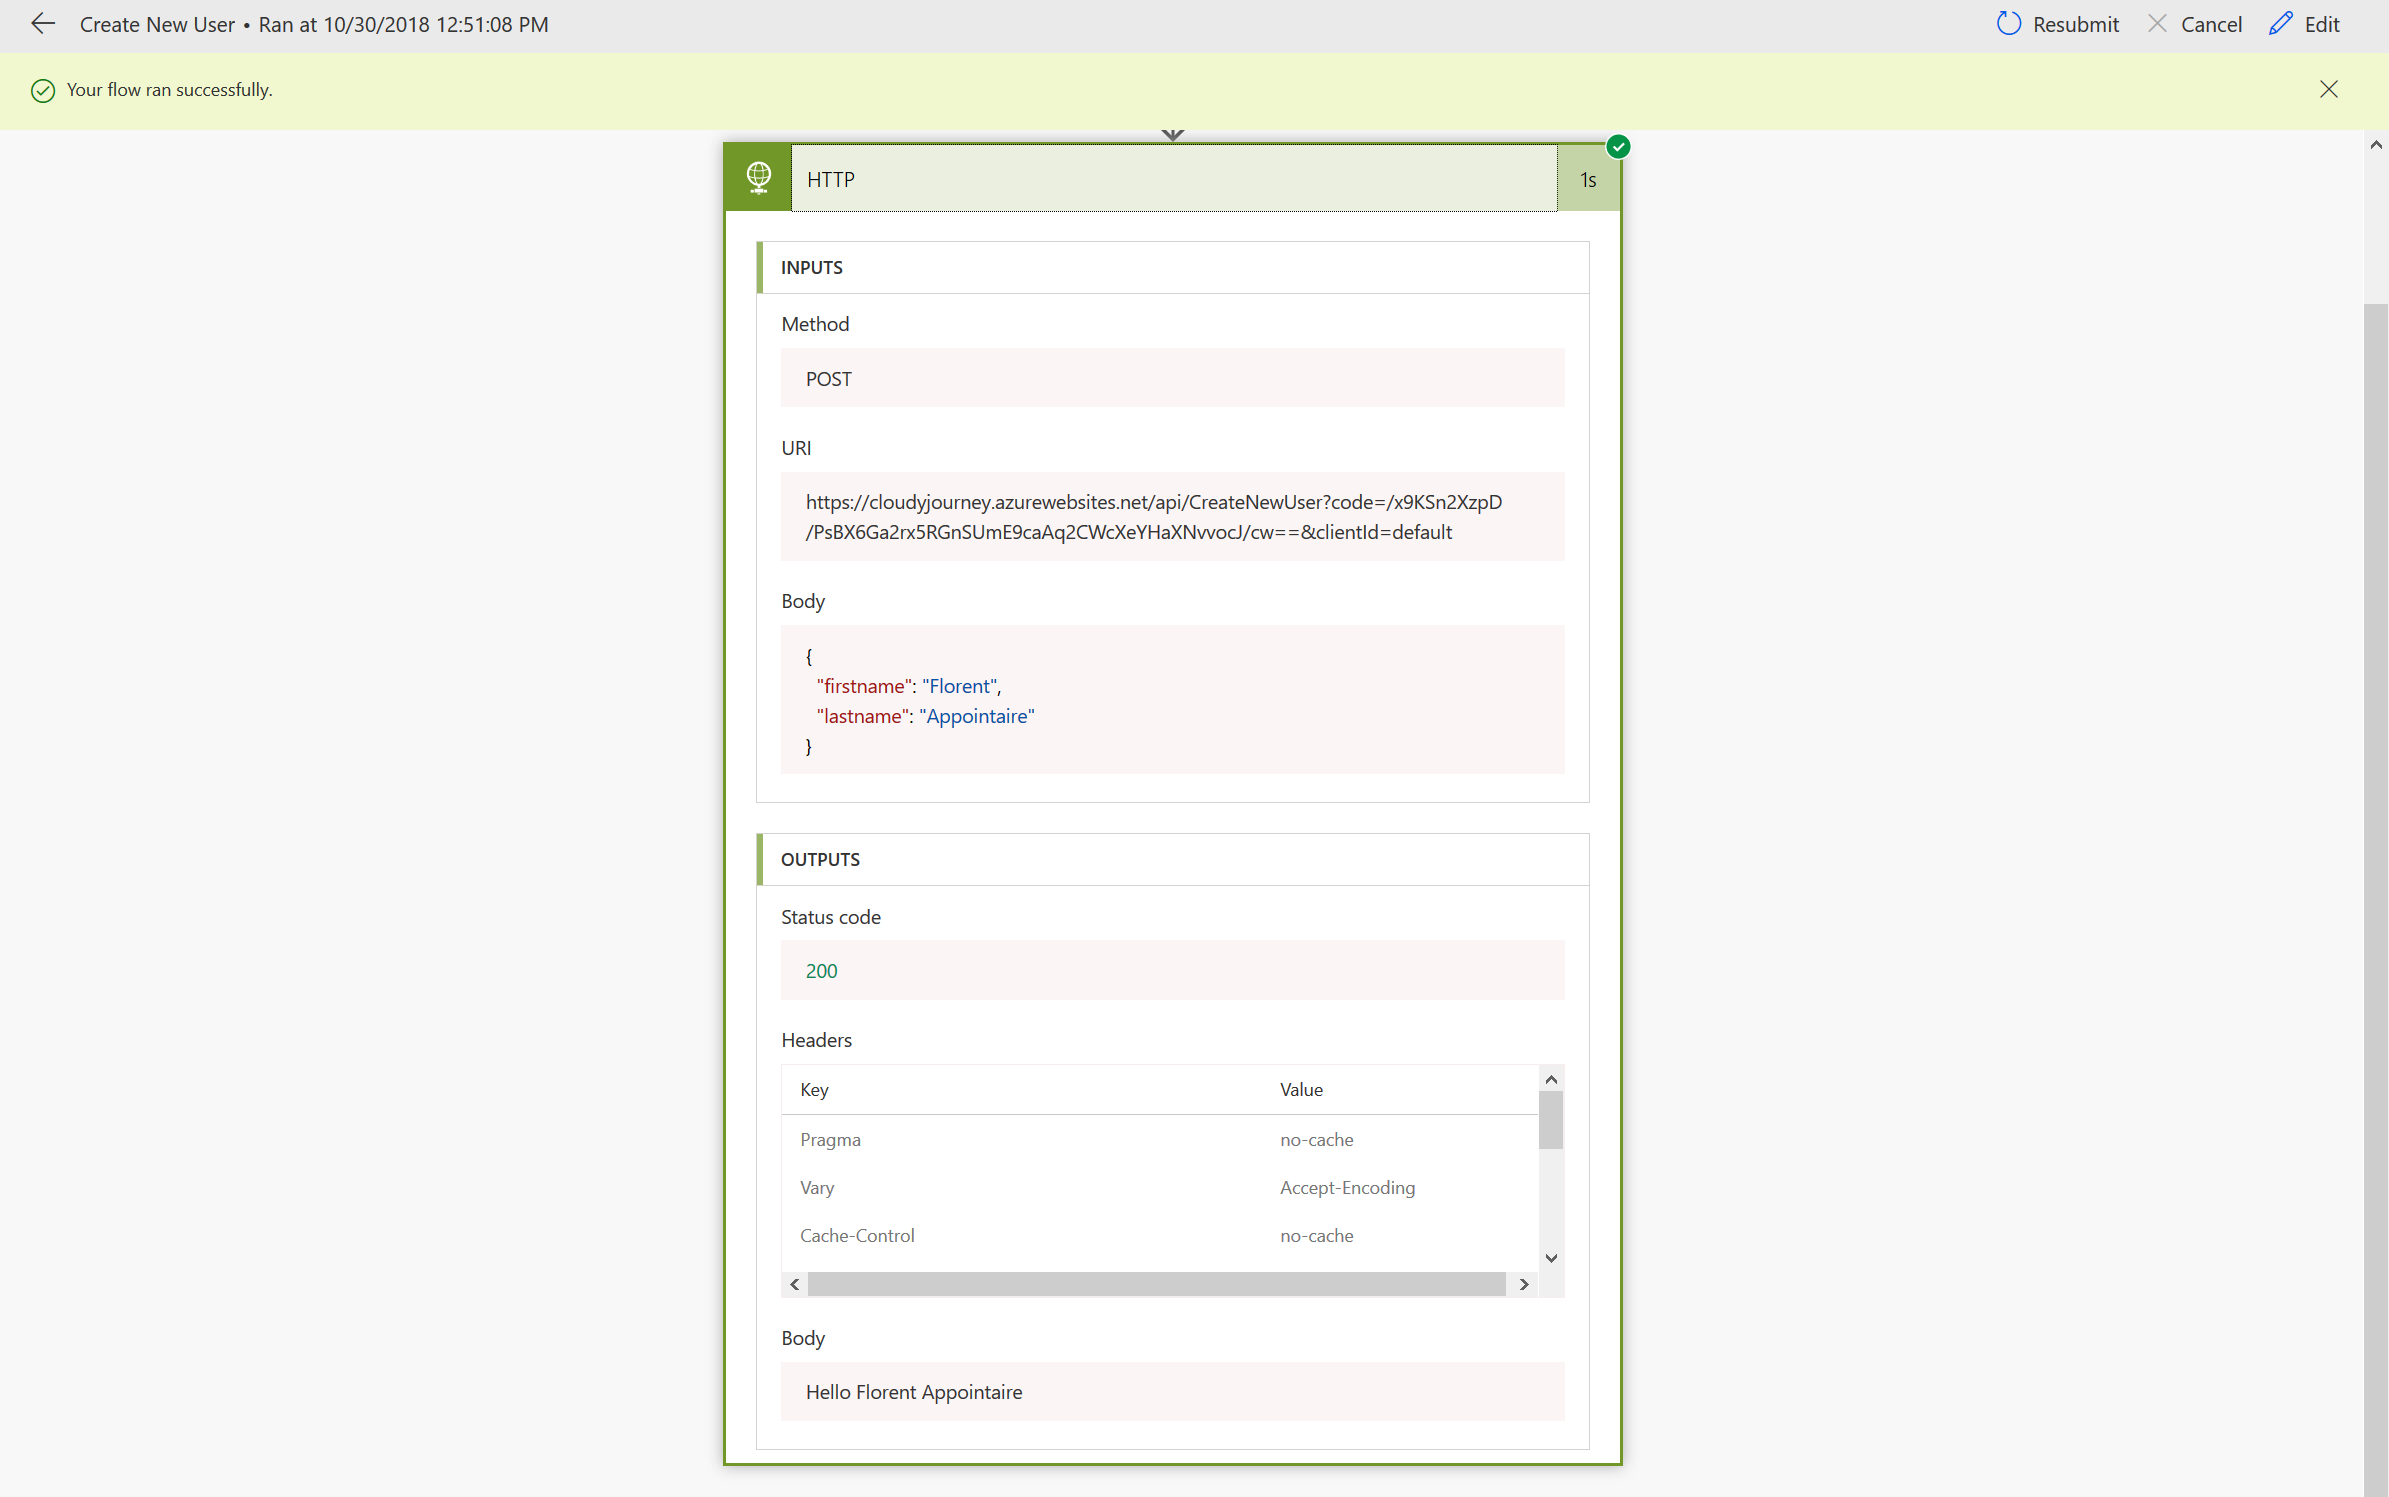 Create New User • Ran at 10/30/2018 12:51:08 PM
Resubmit
Cancel
Edit
Your flow ran successfully.
HTTP
1s
INPUTS
Method
POST
URI
https://cloudyjourney.azurewebsites.net/api/CreateNewUser?code=/x9KSn2XzpD
/PsBX6Ga2rx5RGnSUmE9caAq2CWcXeYHaXNvvocJ/cw==&clientId=default
Body
{
"firstname": "Florent",
"lastname": "Appointaire"
}
OUTPUTS
Status code
200
Headers
Key Value
Pragma no-cache
Vary Accept-Encoding
Cache-Control no-cache
Body
Hello Florent Appointaire